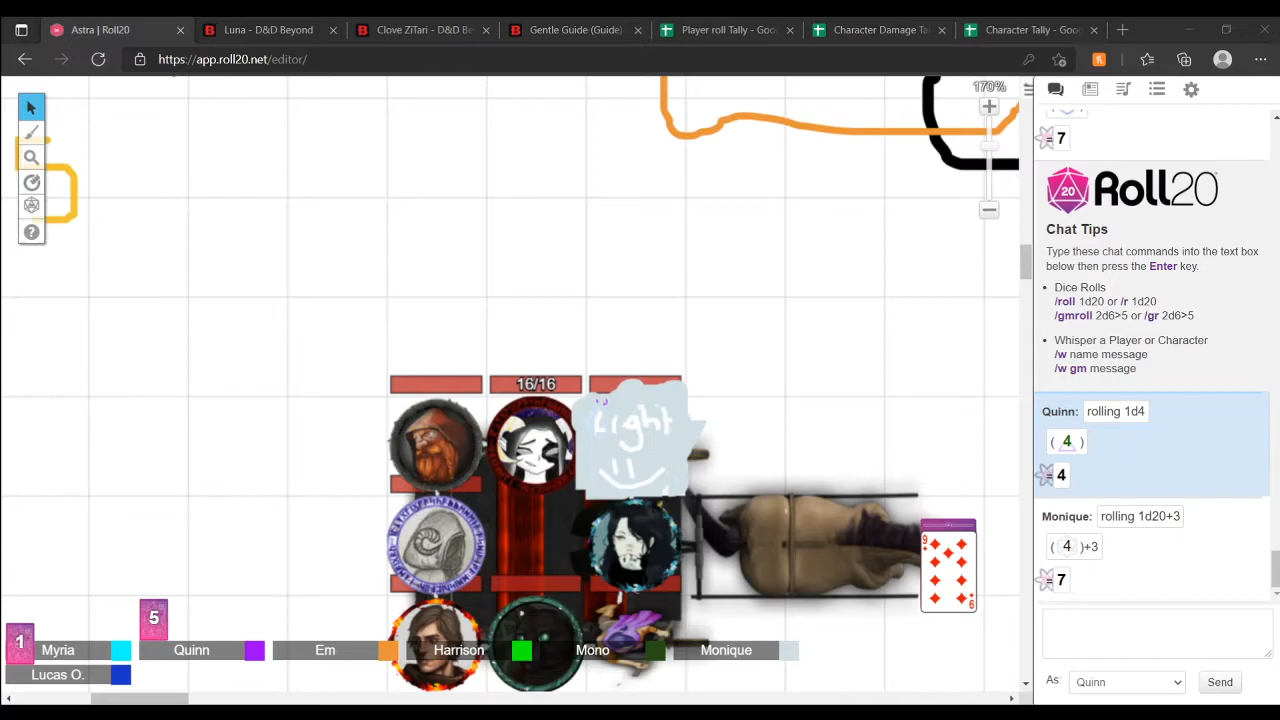 Astra | Roll20
Luna - D&D Beyond
Clove ZiTari - D&D Be
Gentle Guide (Guide)
Player roll Tally - Goo
Character Damage Ta
Character Tally - Goog
https://app.roll20.net/editor/
170%
7
20
Roll20
Chat Tips
Type these chat commands into the text box
below then press the Enter key.
• Dice Rolls
/roll 1d20 or /r 1d20
/gmroll 2d6>5 or /gr 2d6>5
• Whisper a Player or Character
/w name message
/w gm message
Quinn: rolling 1d4
( 4 )
= 4
Monique: rolling 1d20+3
( 4 )+3
= 7
As: Quinn
Send
16/16
Light
9
6
5
1
Myria
Quinn
Em
Harrison
Mono
Monique
Lucas O.